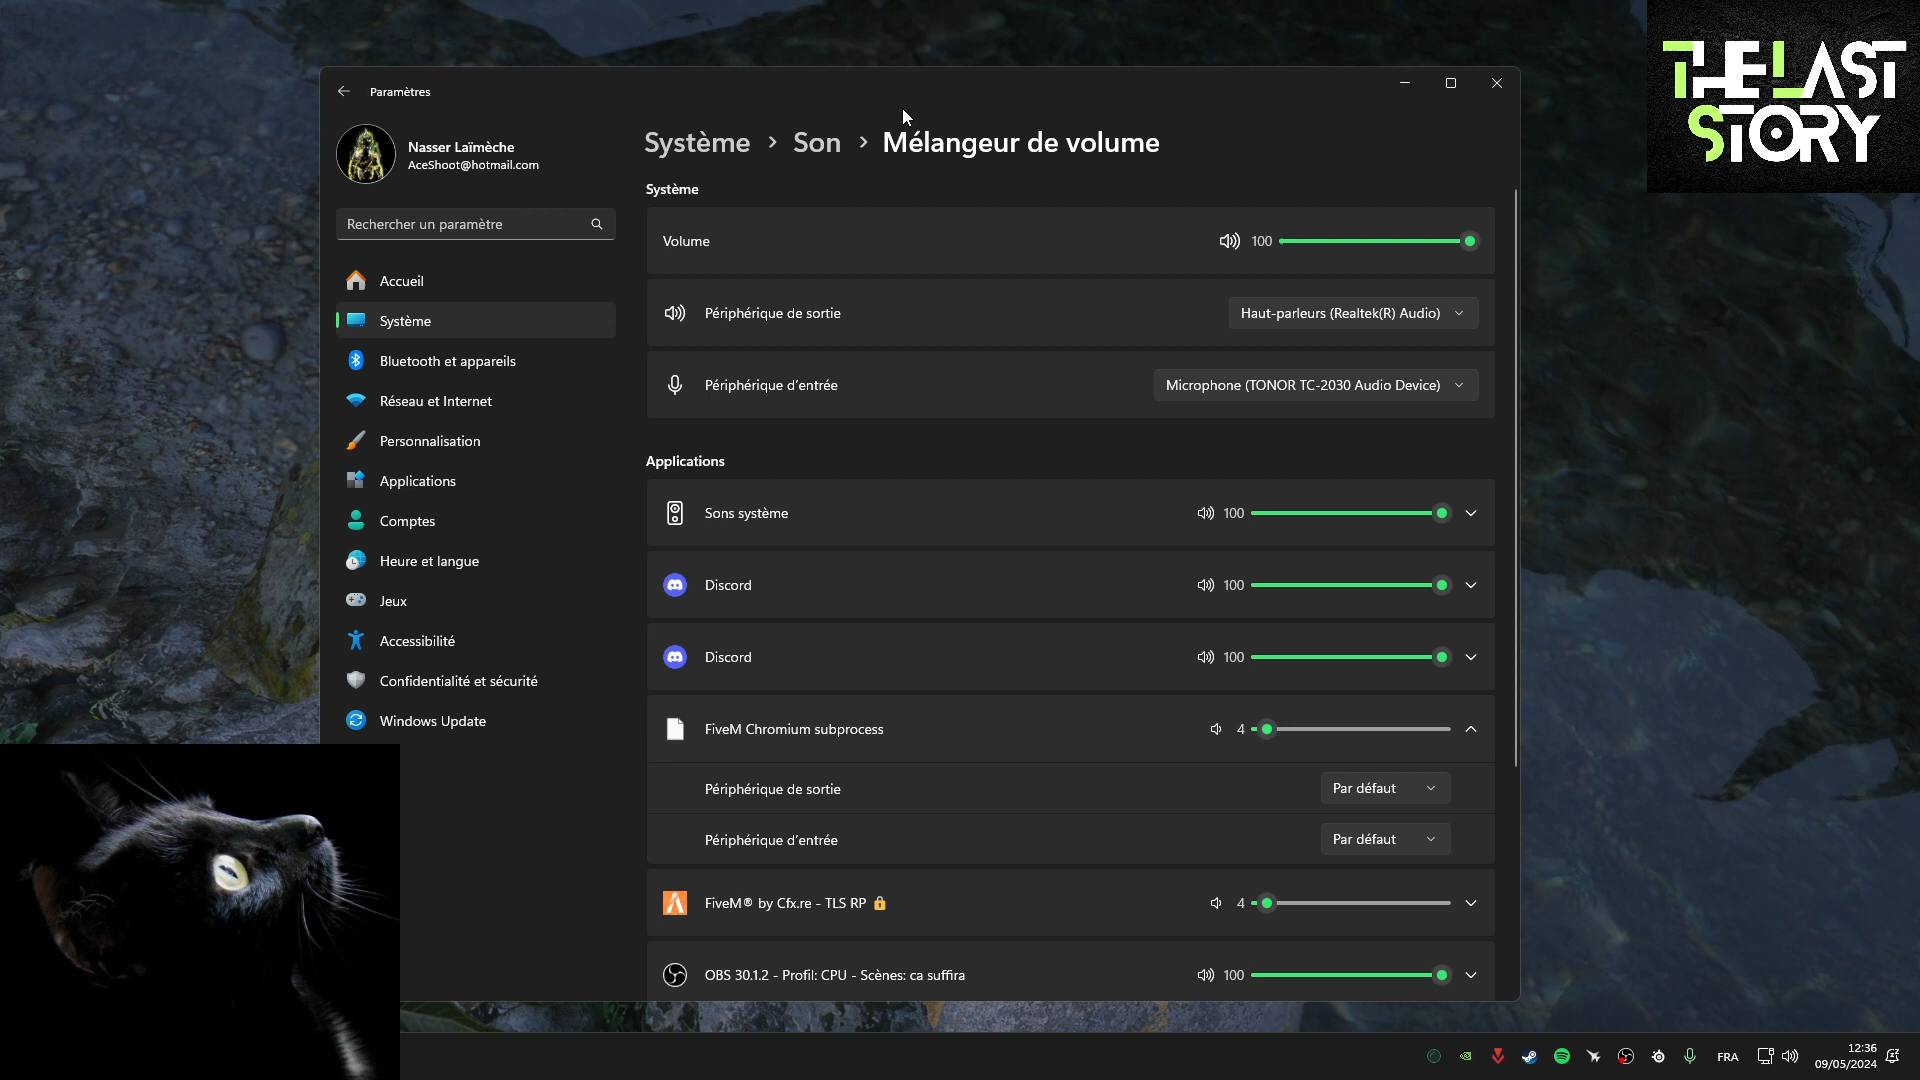 THE LAST
STORY
Paramètres
Nasser Laïmèche
AceShoot@hotmail.com
Rechercher un paramètre
Accueil
Système
Bluetooth et appareils
Réseau et Internet
Personnalisation
Applications
Comptes
Heure et langue
Jeux
Accessibilité
Confidentialité et sécurité
Windows Update
Système > Son > Mélangeur de volume
Système
Volume 100
Périphérique de sortie Haut-parleurs (Realtek(R) Audio)
Périphérique d’entrée Microphone (TONOR TC-2030 Audio Device)
Applications
Sons système 100
Discord 100
Discord 100
FiveM Chromium subprocess 4
Périphérique de sortie Par défaut
Périphérique d’entrée Par défaut
FiveM® by Cfx.re - TLS RP 🔒 4
OBS 30.1.2 - Profil: CPU - Scènes: ca suffira 100
FRA
12:36
09/05/2024